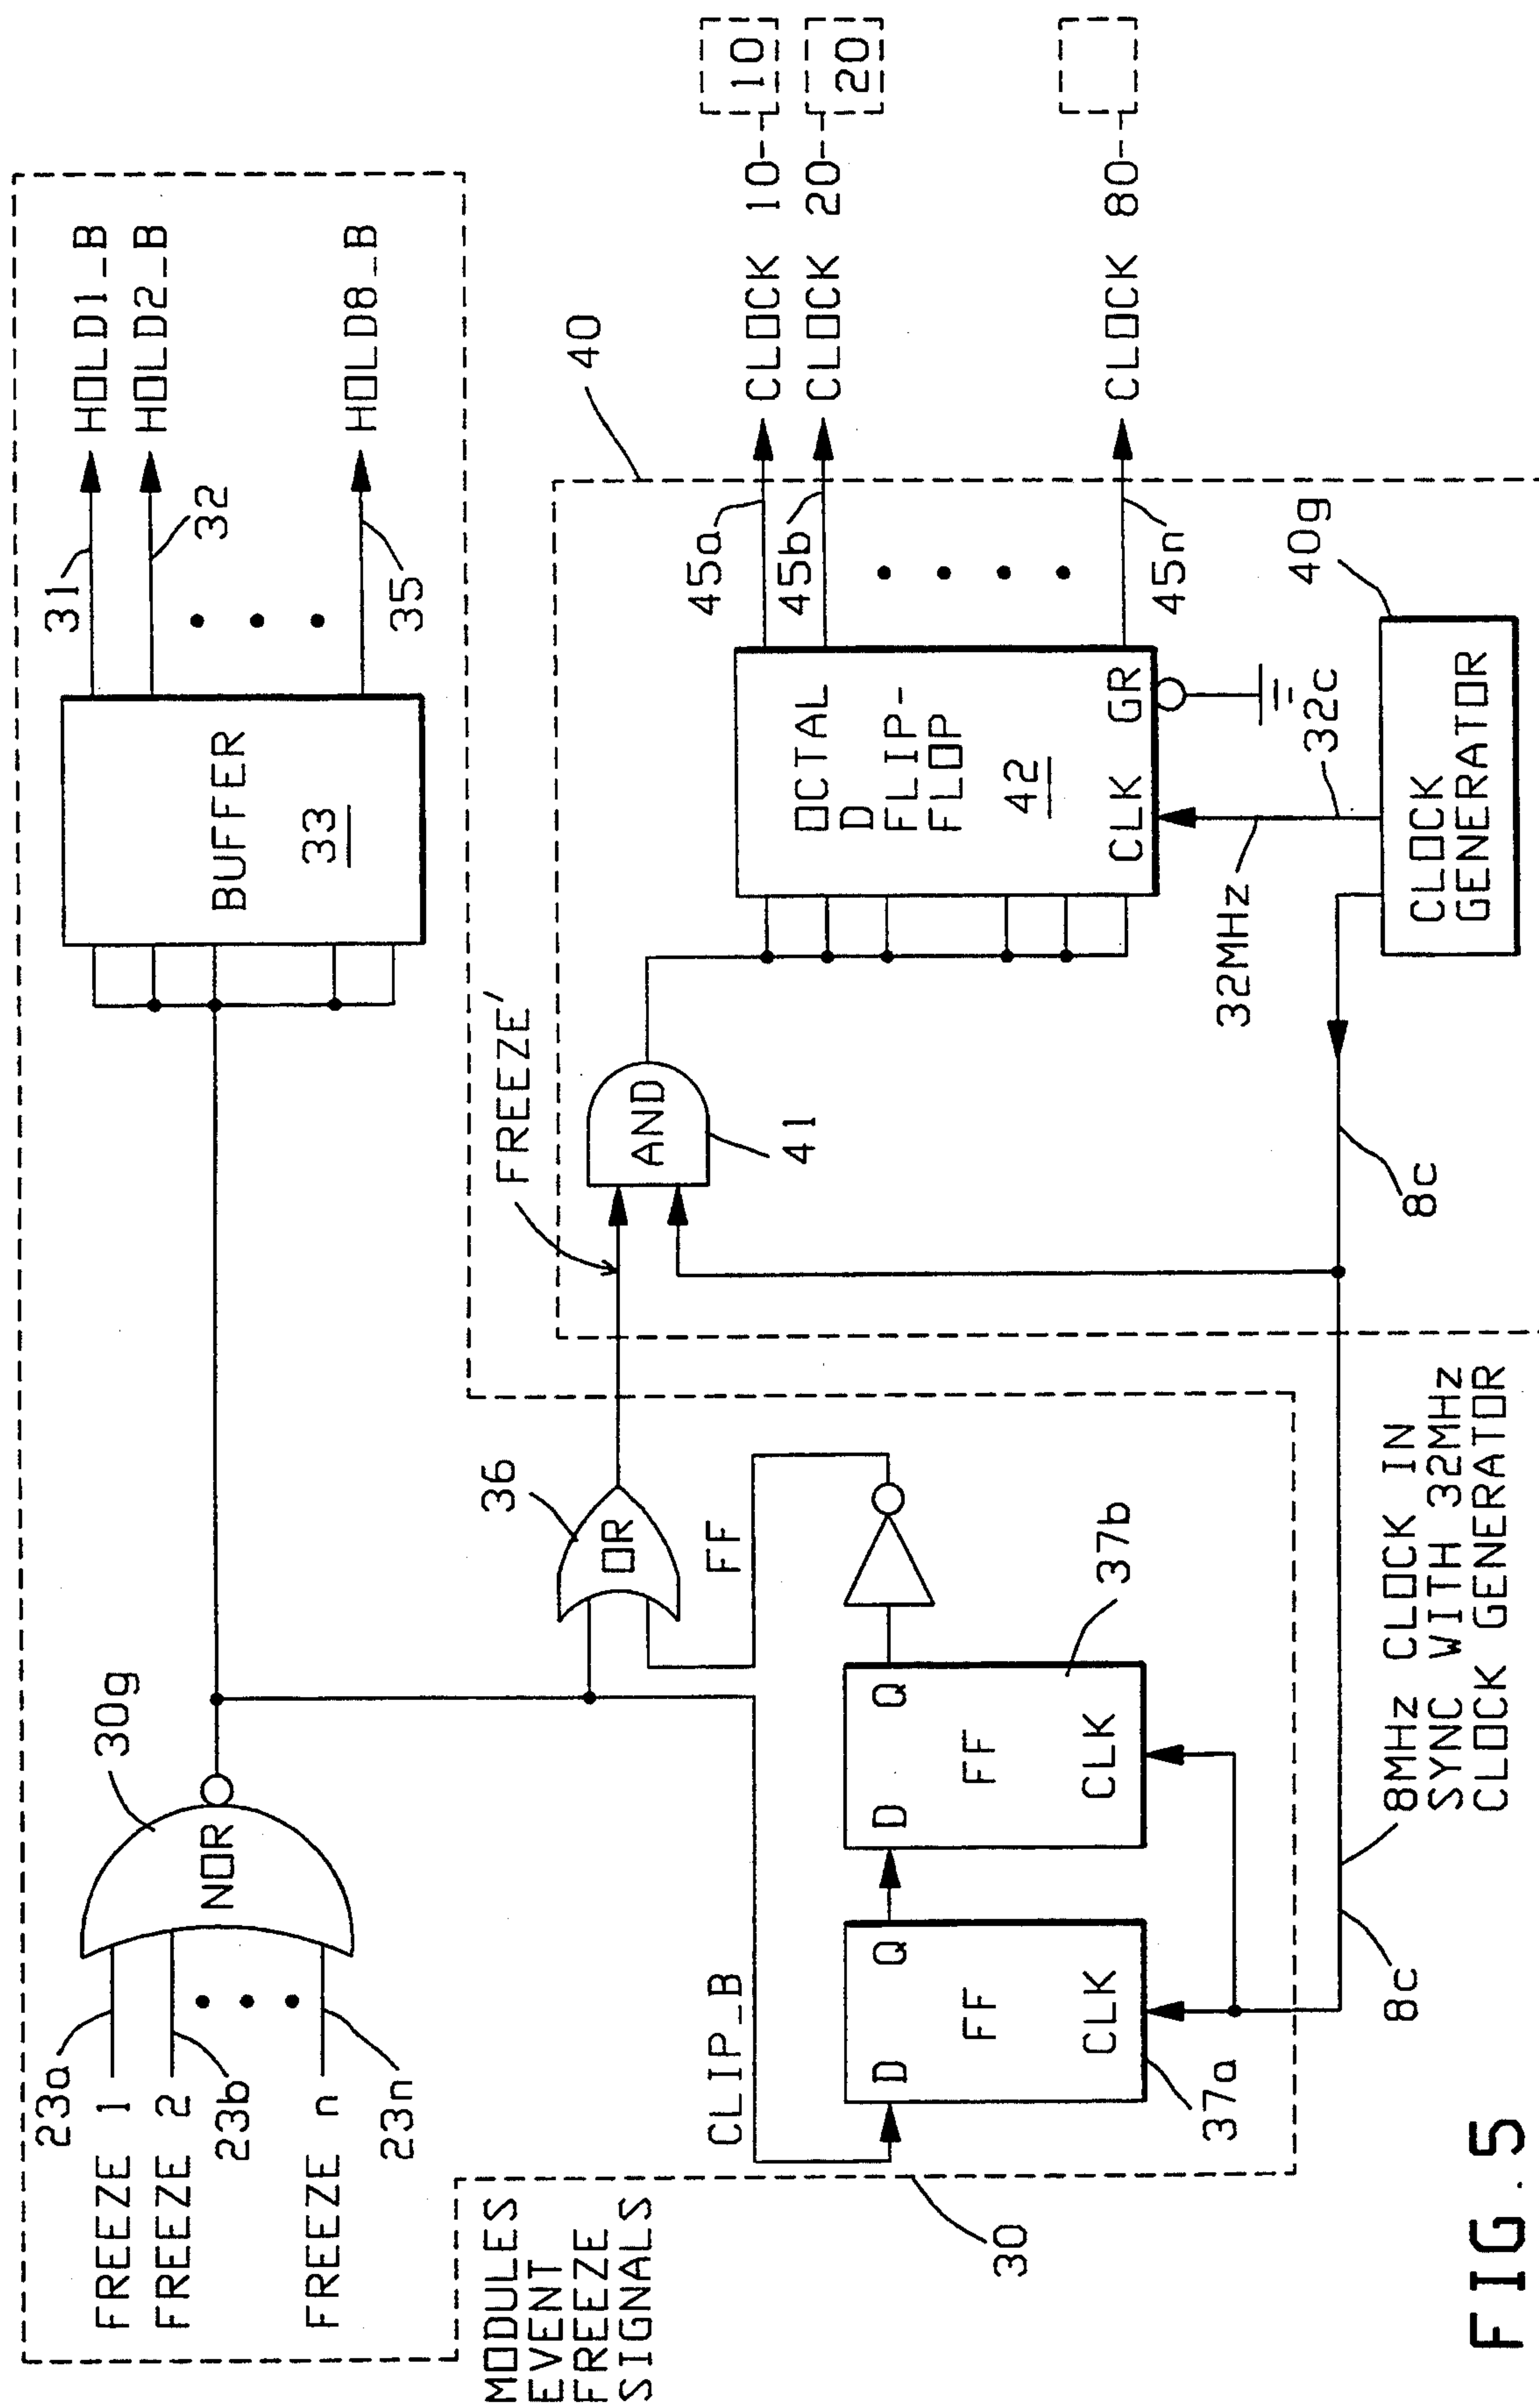 23a
FREEZE 1
FREEZE 2
23b
FREEZE n
23n
NOR
30g
BUFFER
33
31
HOLD1_B
HOLD2_B
32
HOLD8_B
35
MODULES
EVENT
FREEZE
SIGNALS
30
CLIP_B
D
Q
FF
CLK
37a
D
Q
FF
CLK
37b
FF
36
OR
FREEZE'
AND
41
40
OCTAL
D
FLIP-
FLOP
42
CLK
GR
45a
45b
45n
CLOCK 10
10
CLOCK 20
20
CLOCK 80
32MHz
32c
CLOCK
GENERATOR
40g
8c
8c
8MHz CLOCK IN
SYNC WITH 32MHz
CLOCK GENERATOR
FIG.5